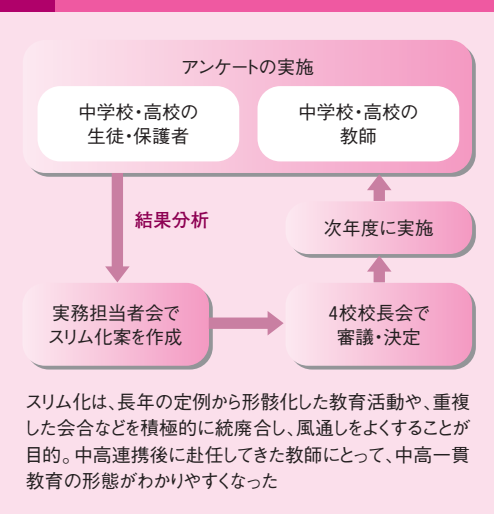 アンケートの実施
中学校・高校の
生徒・保護者
中学校・高校の
教師
結果分析
次年度に実施
実務担当者会で
スリム化案を作成
4校校長会で
審議・決定
スリム化は、長年の定例から形骸化した教育活動や、重複
した会合などを積極的に統廃合し、風通しをよくすることが
目的。中高連携後に赴任してきた教師にとって、中高一貫
教育の形態がわかりやすくなった